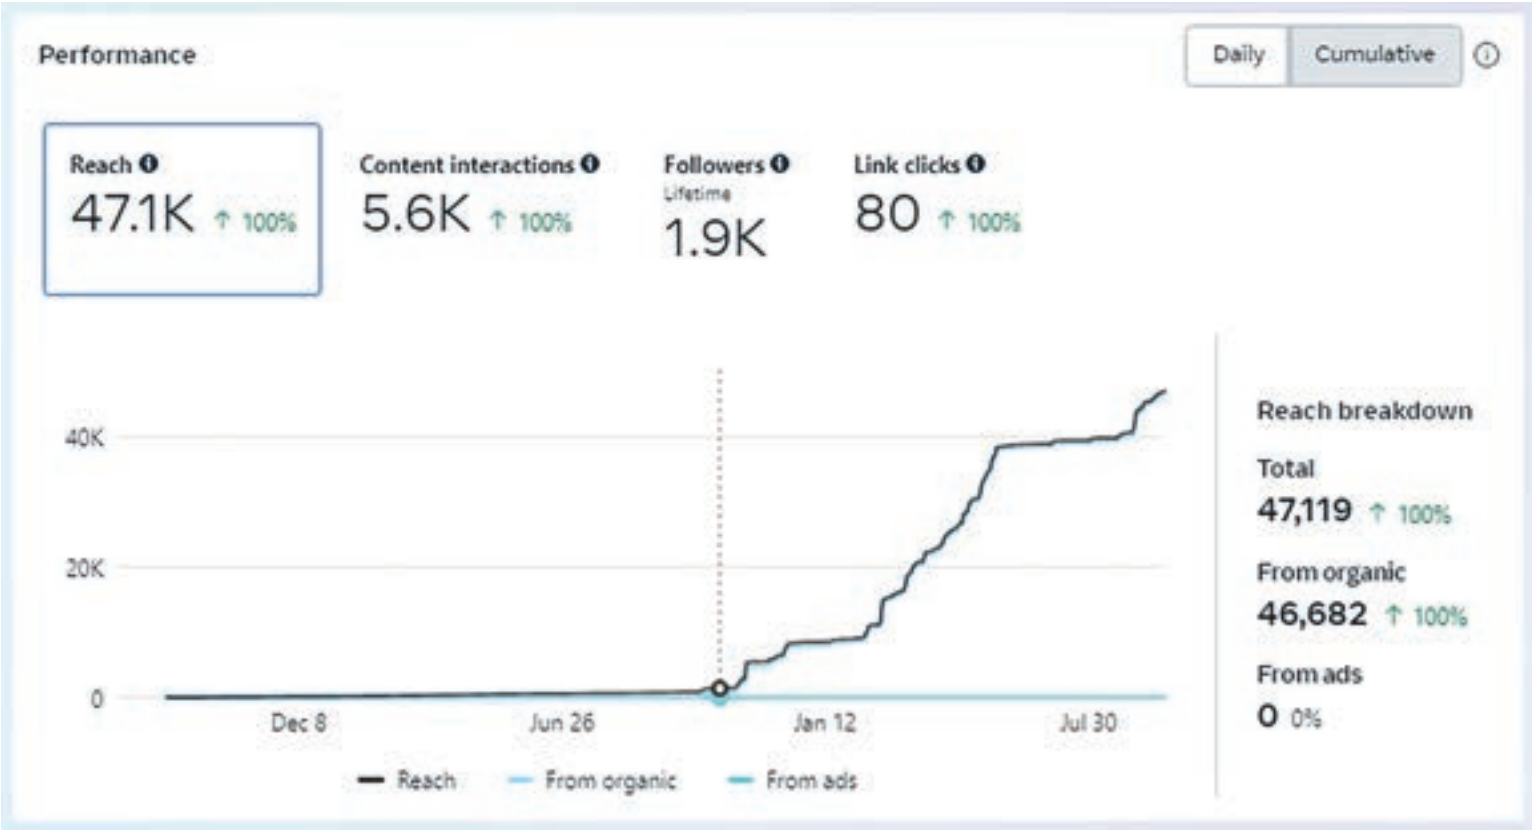 Performance
Daily Cumulative
Reach Content interactions Followers Link clicks
Lifetime
47.1K ↑ 100% 5.6K ↑ 100% 1.9K 80 ↑ 100%
40K
20K
0
Dec 8 Jun 26 Jan 12 Jul 30
Reach From organic From ads
Reach breakdown
Total
47,119 ↑ 100%
From organic
46,682 ↑ 100%
From ads
0 0%